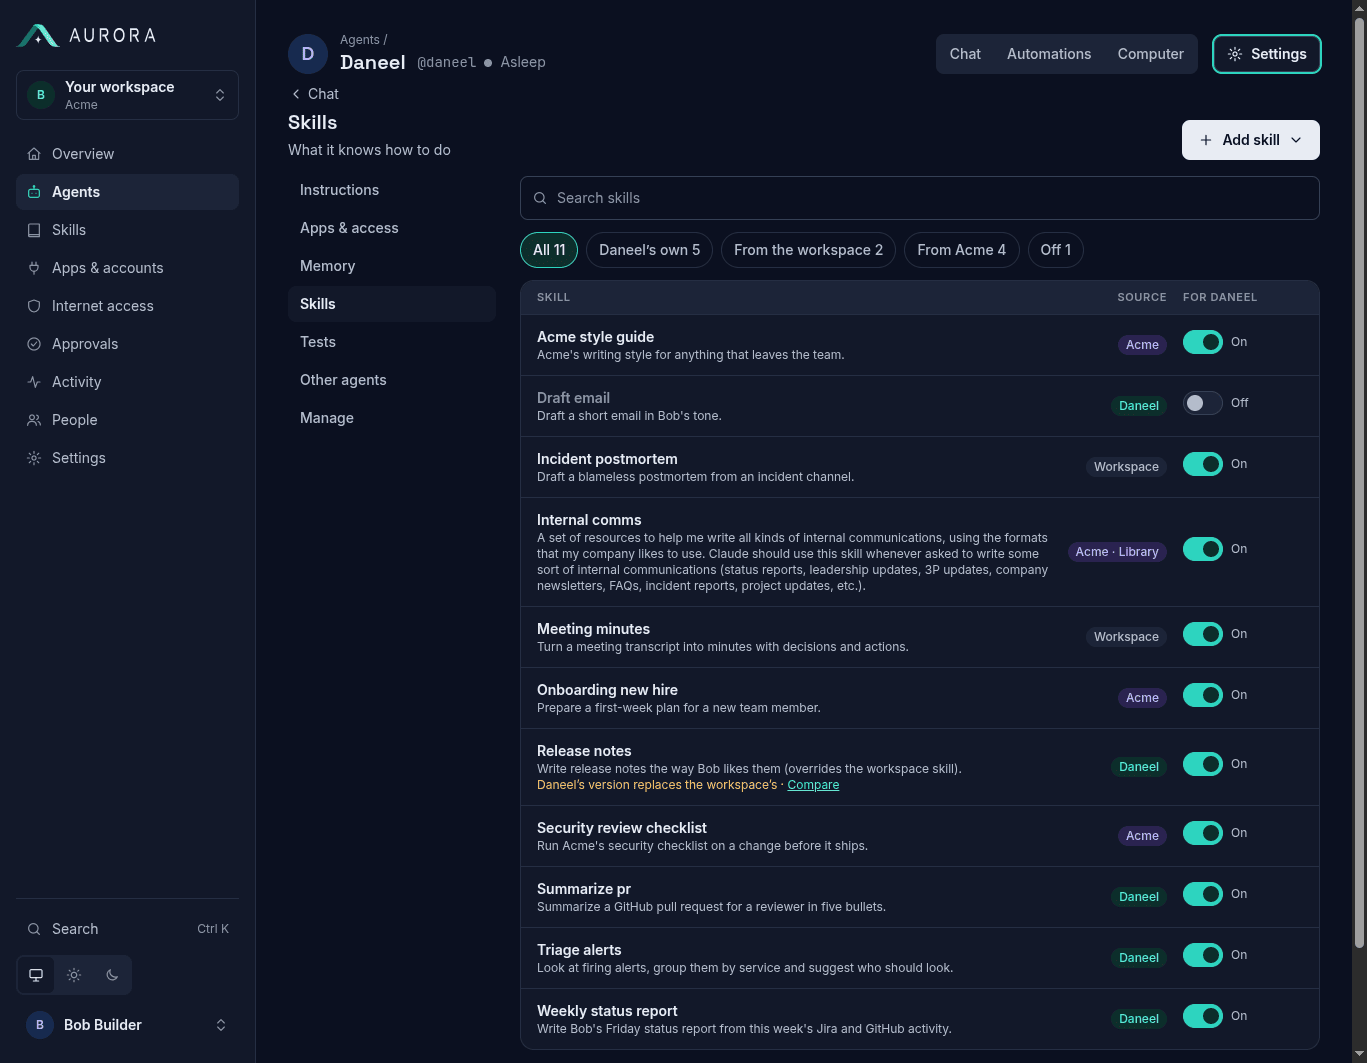 AURORA
B
Your workspace
Acme
Overview
Agents
Skills
Apps & accounts
Internet access
Approvals
Activity
People
Settings
Search
Ctrl K
B
Bob Builder
D
Agents /
Daneel @daneel Asleep
Chat
Automations
Computer
Settings
Chat
Skills
What it knows how to do
Add skill
Instructions
Apps & access
Memory
Skills
Tests
Other agents
Manage
Search skills
All 11
Daneel’s own 5
From the workspace 2
From Acme 4
Off 1
SKILL
SOURCE
FOR DANEEL
Acme style guide
Acme's writing style for anything that leaves the team.
Acme
On
Draft email
Draft a short email in Bob's tone.
Daneel
Off
Incident postmortem
Draft a blameless postmortem from an incident channel.
Workspace
On
Internal comms
A set of resources to help me write all kinds of internal communications, using the formats
that my company likes to use. Claude should use this skill whenever asked to write some
sort of internal communications (status reports, leadership updates, 3P updates, company
newsletters, FAQs, incident reports, project updates, etc.).
Acme · Library
On
Meeting minutes
Turn a meeting transcript into minutes with decisions and actions.
Workspace
On
Onboarding new hire
Prepare a first-week plan for a new team member.
Acme
On
Release notes
Write release notes the way Bob likes them (overrides the workspace skill).
Daneel’s version replaces the workspace’s · Compare
Daneel
On
Security review checklist
Run Acme's security checklist on a change before it ships.
Acme
On
Summarize pr
Summarize a GitHub pull request for a reviewer in five bullets.
Daneel
On
Triage alerts
Look at firing alerts, group them by service and suggest who should look.
Daneel
On
Weekly status report
Write Bob's Friday status report from this week's Jira and GitHub activity.
Daneel
On